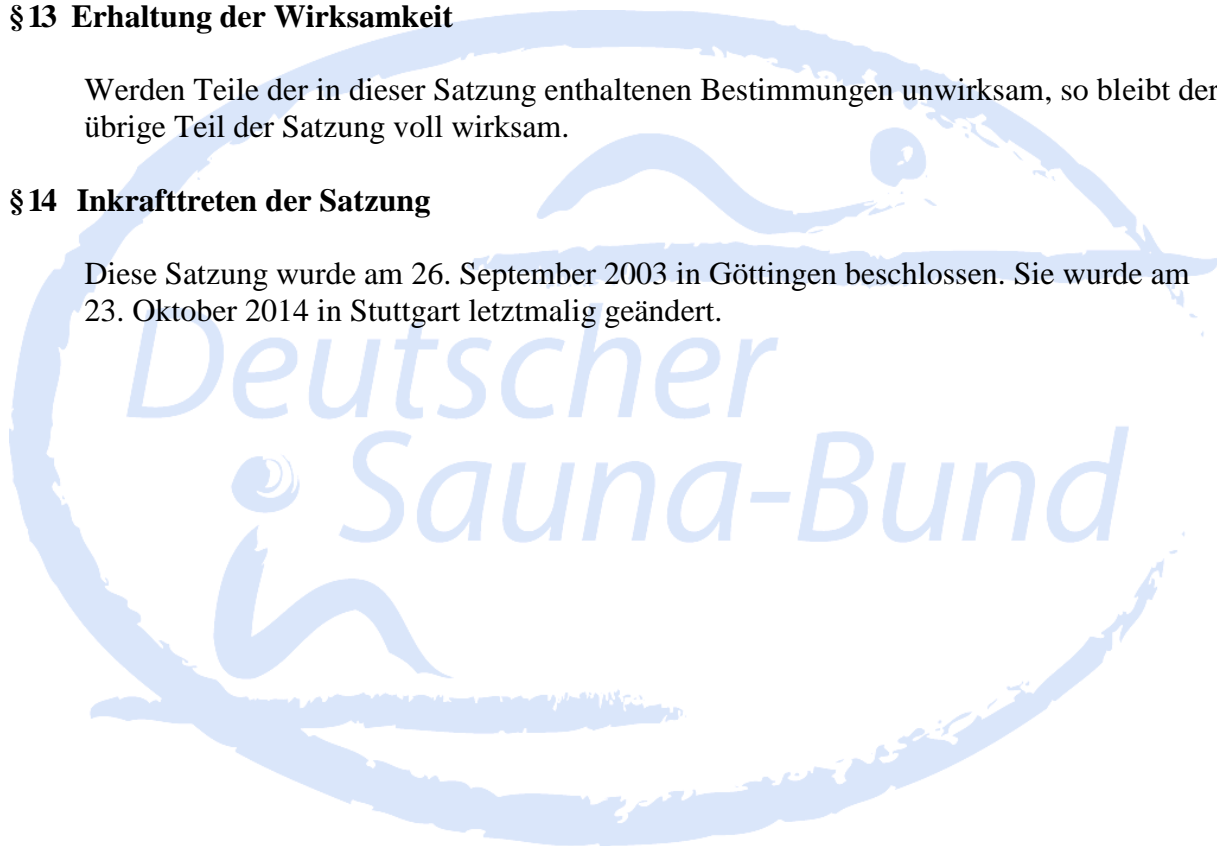 § 13 Erhaltung der Wirksamkeit
Werden Teile der in dieser Satzung enthaltenen Bestimmungen unwirksam, so bleibt der
übrige Teil der Satzung voll wirksam.
§ 14 Inkrafttreten der Satzung
Diese Satzung wurde am 26. September 2003 in Göttingen beschlossen. Sie wurde am
23. Oktober 2014 in Stuttgart letztmalig geändert.
Deutscher
Sauna-Bund